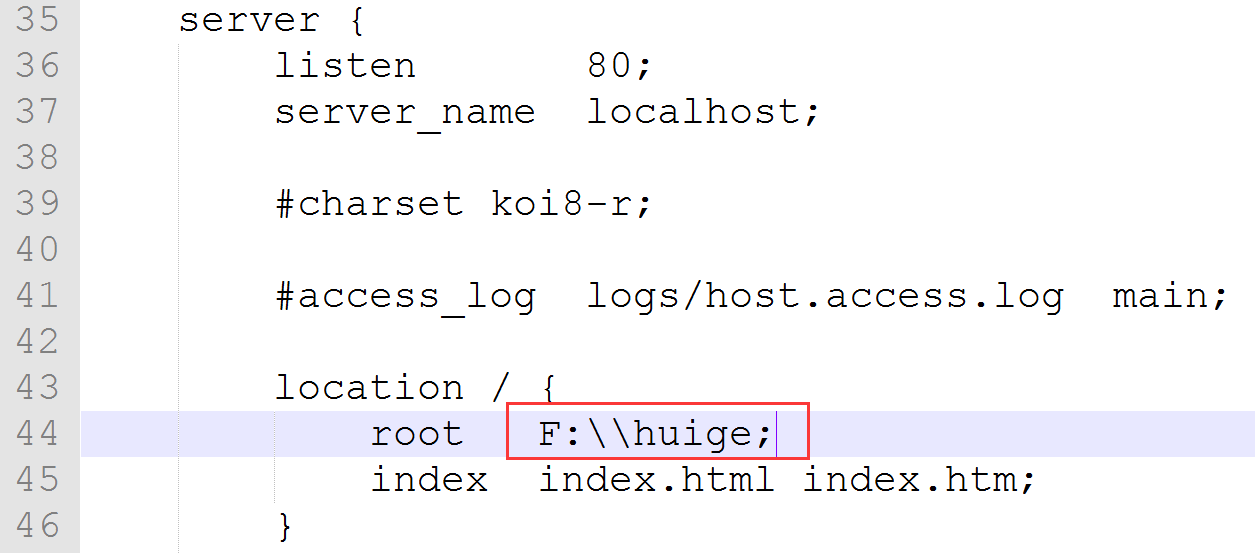 35 server {
36 listen 80;
37 server_name localhost;
38
39 #charset koi8-r;
40
41 #access_log logs/host.access.log main;
42
43 location / {
44 root F:\\huige;
45 index index.html index.htm;
46 }